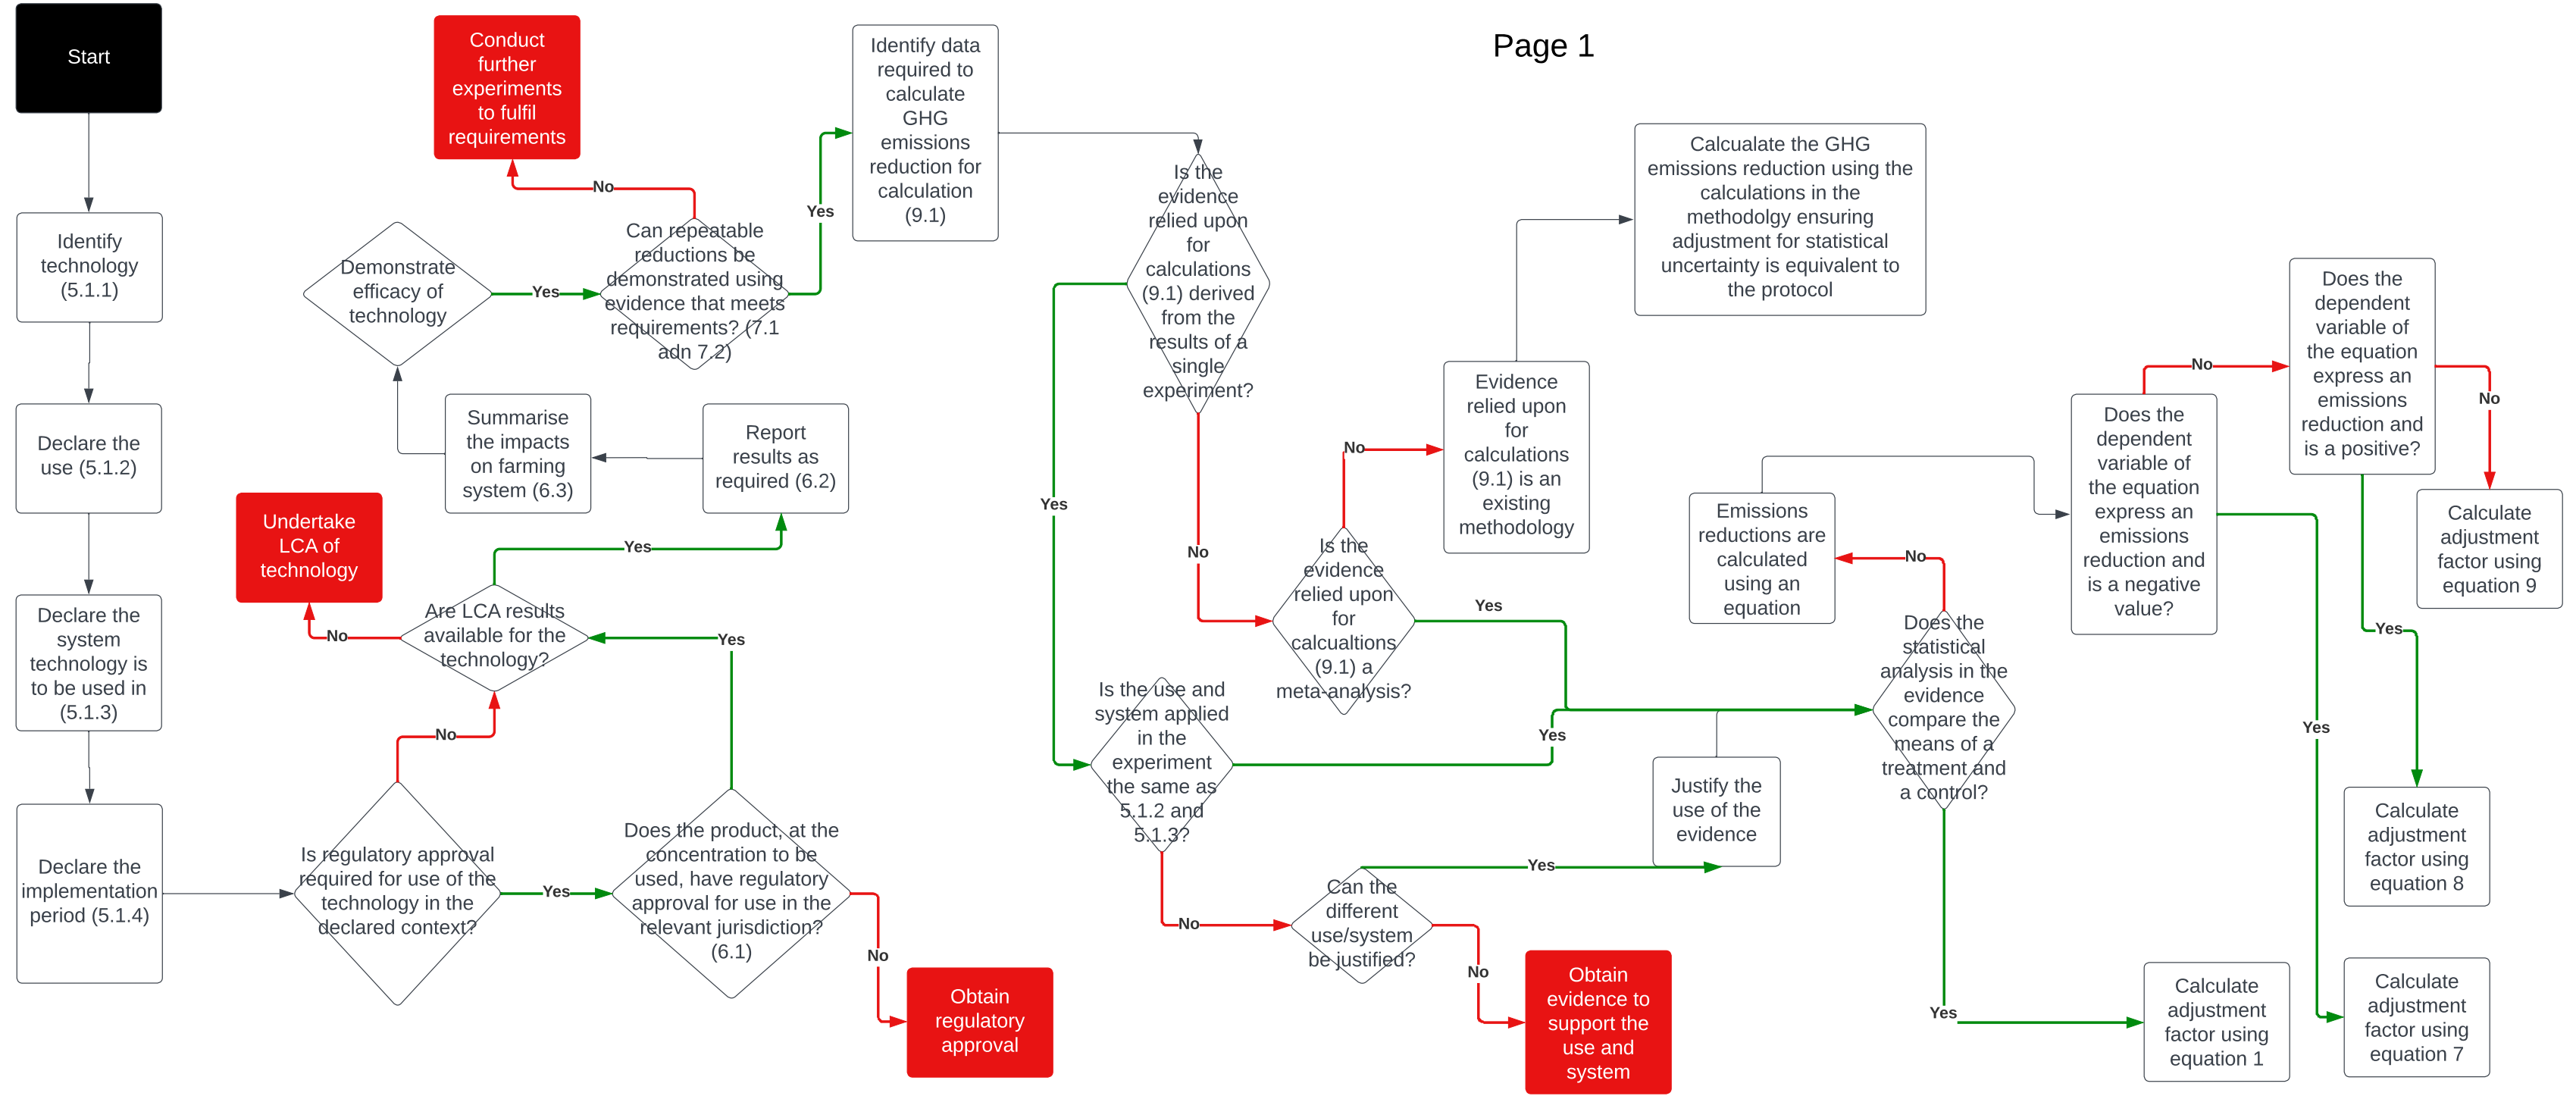 Page 1
Start
Identify
technology
(5.1.1)
Declare the
use (5.1.2)
Declare the
system
technology is
to be used in
(5.1.3)
Declare the
implementation
period (5.1.4)
Is regulatory approval
required for use of the
technology in the
declared context?
No
Yes
Does the product, at the
concentration to be
used, have regulatory
approval for use in the
relevant jurisdiction?
(6.1)
No
Obtain
regulatory
approval
Yes
Are LCA results
available for the
technology?
No
Undertake
LCA of
technology
Yes
Report
results as
required (6.2)
Summarise
the impacts
on farming
system (6.3)
Demonstrate
efficacy of
technology
Yes
Can repeatable
reductions be
demonstrated using
evidence that meets
requirements? (7.1
adn 7.2)
No
Conduct
further
experiments
to fulfil
requirements
Yes
Identify data
required to
calculate
GHG
emissions
reduction for
calculation
(9.1)
Is the
evidence
relied upon
for
calculations
(9.1) derived
from the
results of a
single
experiment?
Yes
No
Is the
evidence
relied upon
for
calcualtions
(9.1) a
meta-analysis?
No
Evidence
relied upon
for
calculations
(9.1) is an
existing
methodology
Calcualate the GHG
emissions reduction using the
calculations in the
methodolgy ensuring
adjustment for statistical
uncertainty is equivalent to
the protocol
Yes
Is the use and
system applied
in the
experiment
the same as
5.1.2 and
5.1.3?
Yes
No
Can the
different
use/system
be justified?
Yes
Justify the
use of the
evidence
No
Obtain
evidence to
support the
use and
system
Does the
statistical
analysis in the
evidence
compare the
means of a
treatment and
a control?
No
Emissions
reductions are
calculated
using an
equation
Yes
Calculate
adjustment
factor using
equation 1
Does the
dependent
variable of
the equation
express an
emissions
reduction and
is a negative
value?
No
Yes
Calculate
adjustment
factor using
equation 7
Does the
dependent
variable of
the equation
express an
emissions
reduction and
is a positive?
No
Calculate
adjustment
factor using
equation 9
Yes
Calculate
adjustment
factor using
equation 8